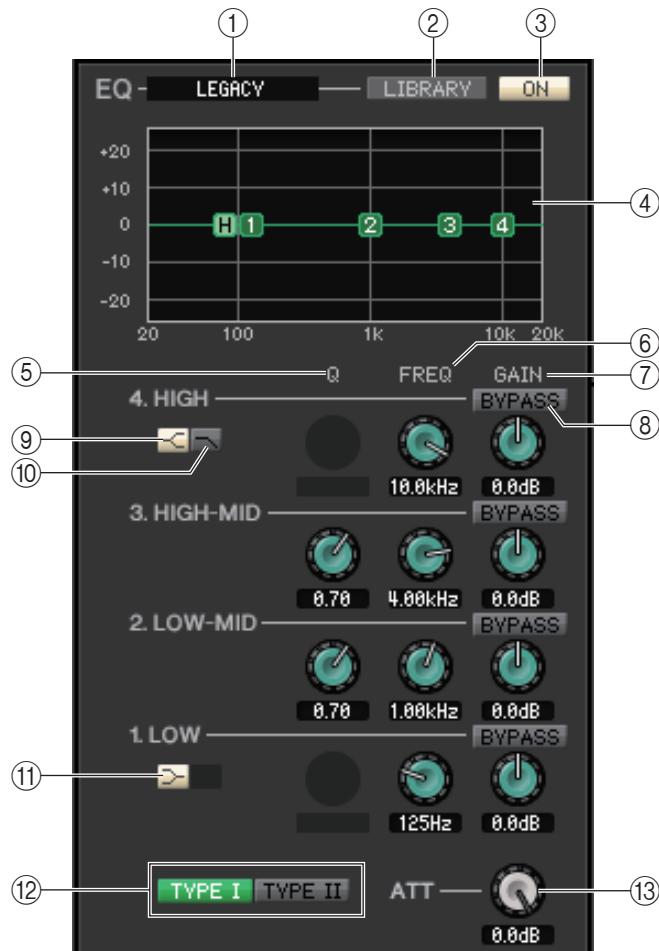 ① ② ③
EQ LEGACY LIBRARY ON
+20
+10
0 H 1 2 3 4 ④
-10
-20
20 100 1k 10k 20k
⑥
⑤ Q FREQ GAIN ⑦
4. HIGH BYPASS ⑧
⑨
⑩
10.0kHz 0.0dB
3. HIGH-MID BYPASS
0.70 4.00kHz 0.0dB
2. LOW-MID BYPASS
0.70 1.00kHz 0.0dB
1. LOW BYPASS
⑪
125Hz 0.0dB
⑫ TYPE I TYPE II ATT ⑬
0.0dB